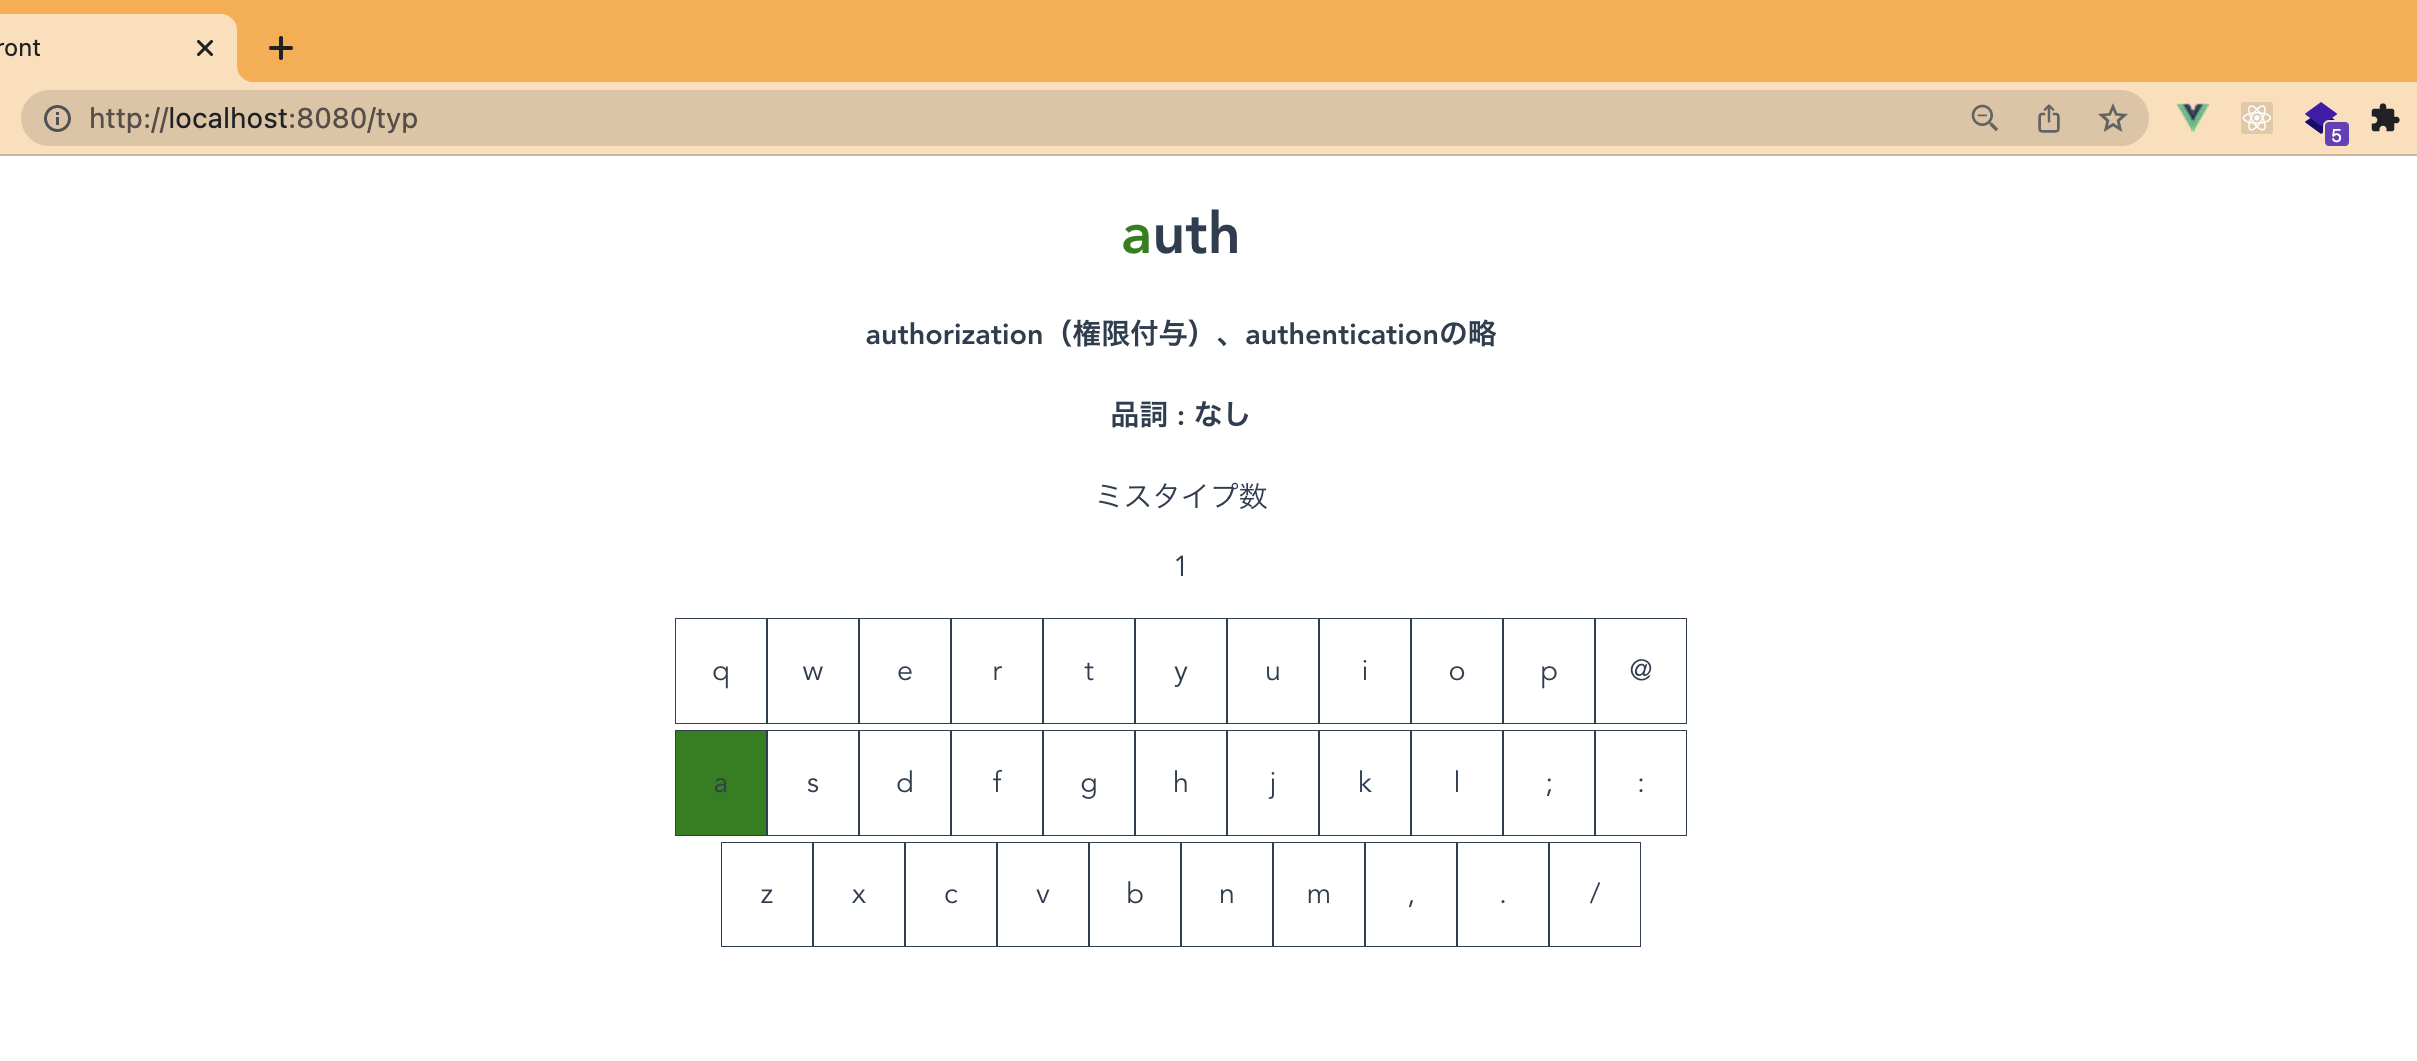 ront
http://localhost:8080/typ
5
auth
authorization（権限付与）、authenticationの略
品詞 : なし
ミスタイプ数
1
q w e r t y u i o p @
a s d f g h j k l ; :
z x c v b n m , . /